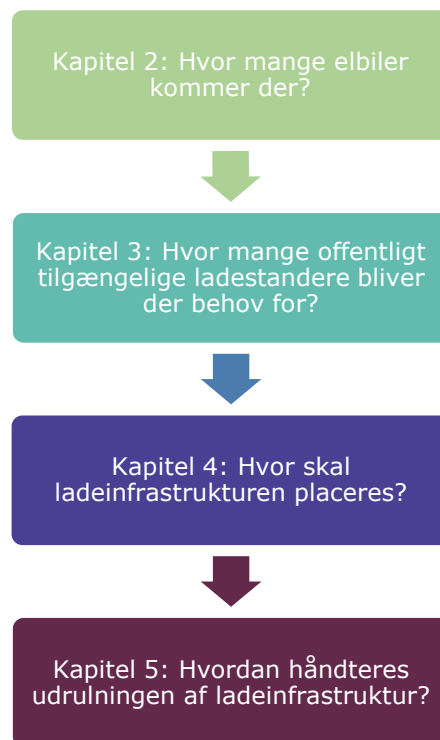 Kapitel 2: Hvor mange elbiler
kommer der?
Kapitel 3: Hvor mange offentligt
tilgængelige ladestandere bliver
der behov for?
Kapitel 4: Hvor skal
ladeinfrastrukturen placeres?
Kapitel 5: Hvordan håndteres
udrulningen af ladeinfrastruktur?